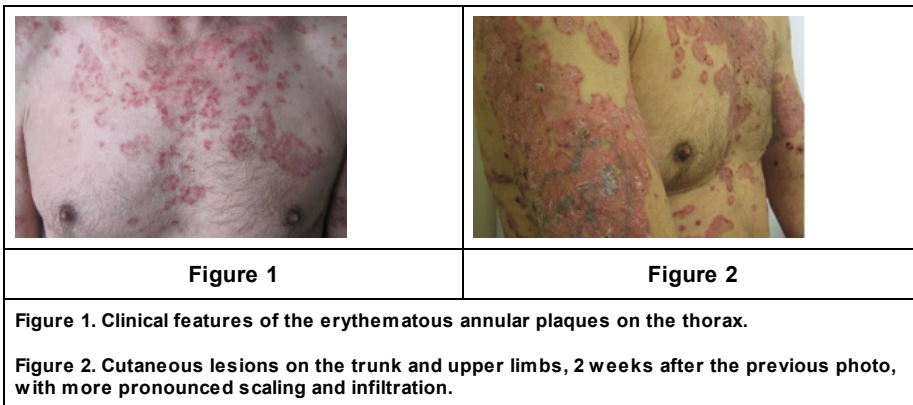 Figure 1
Figure 2
Figure 1. Clinical features of the erythematous annular plaques on the thorax.
Figure 2. Cutaneous lesions on the trunk and upper limbs, 2 weeks after the previous photo,
with more pronounced scaling and infiltration.